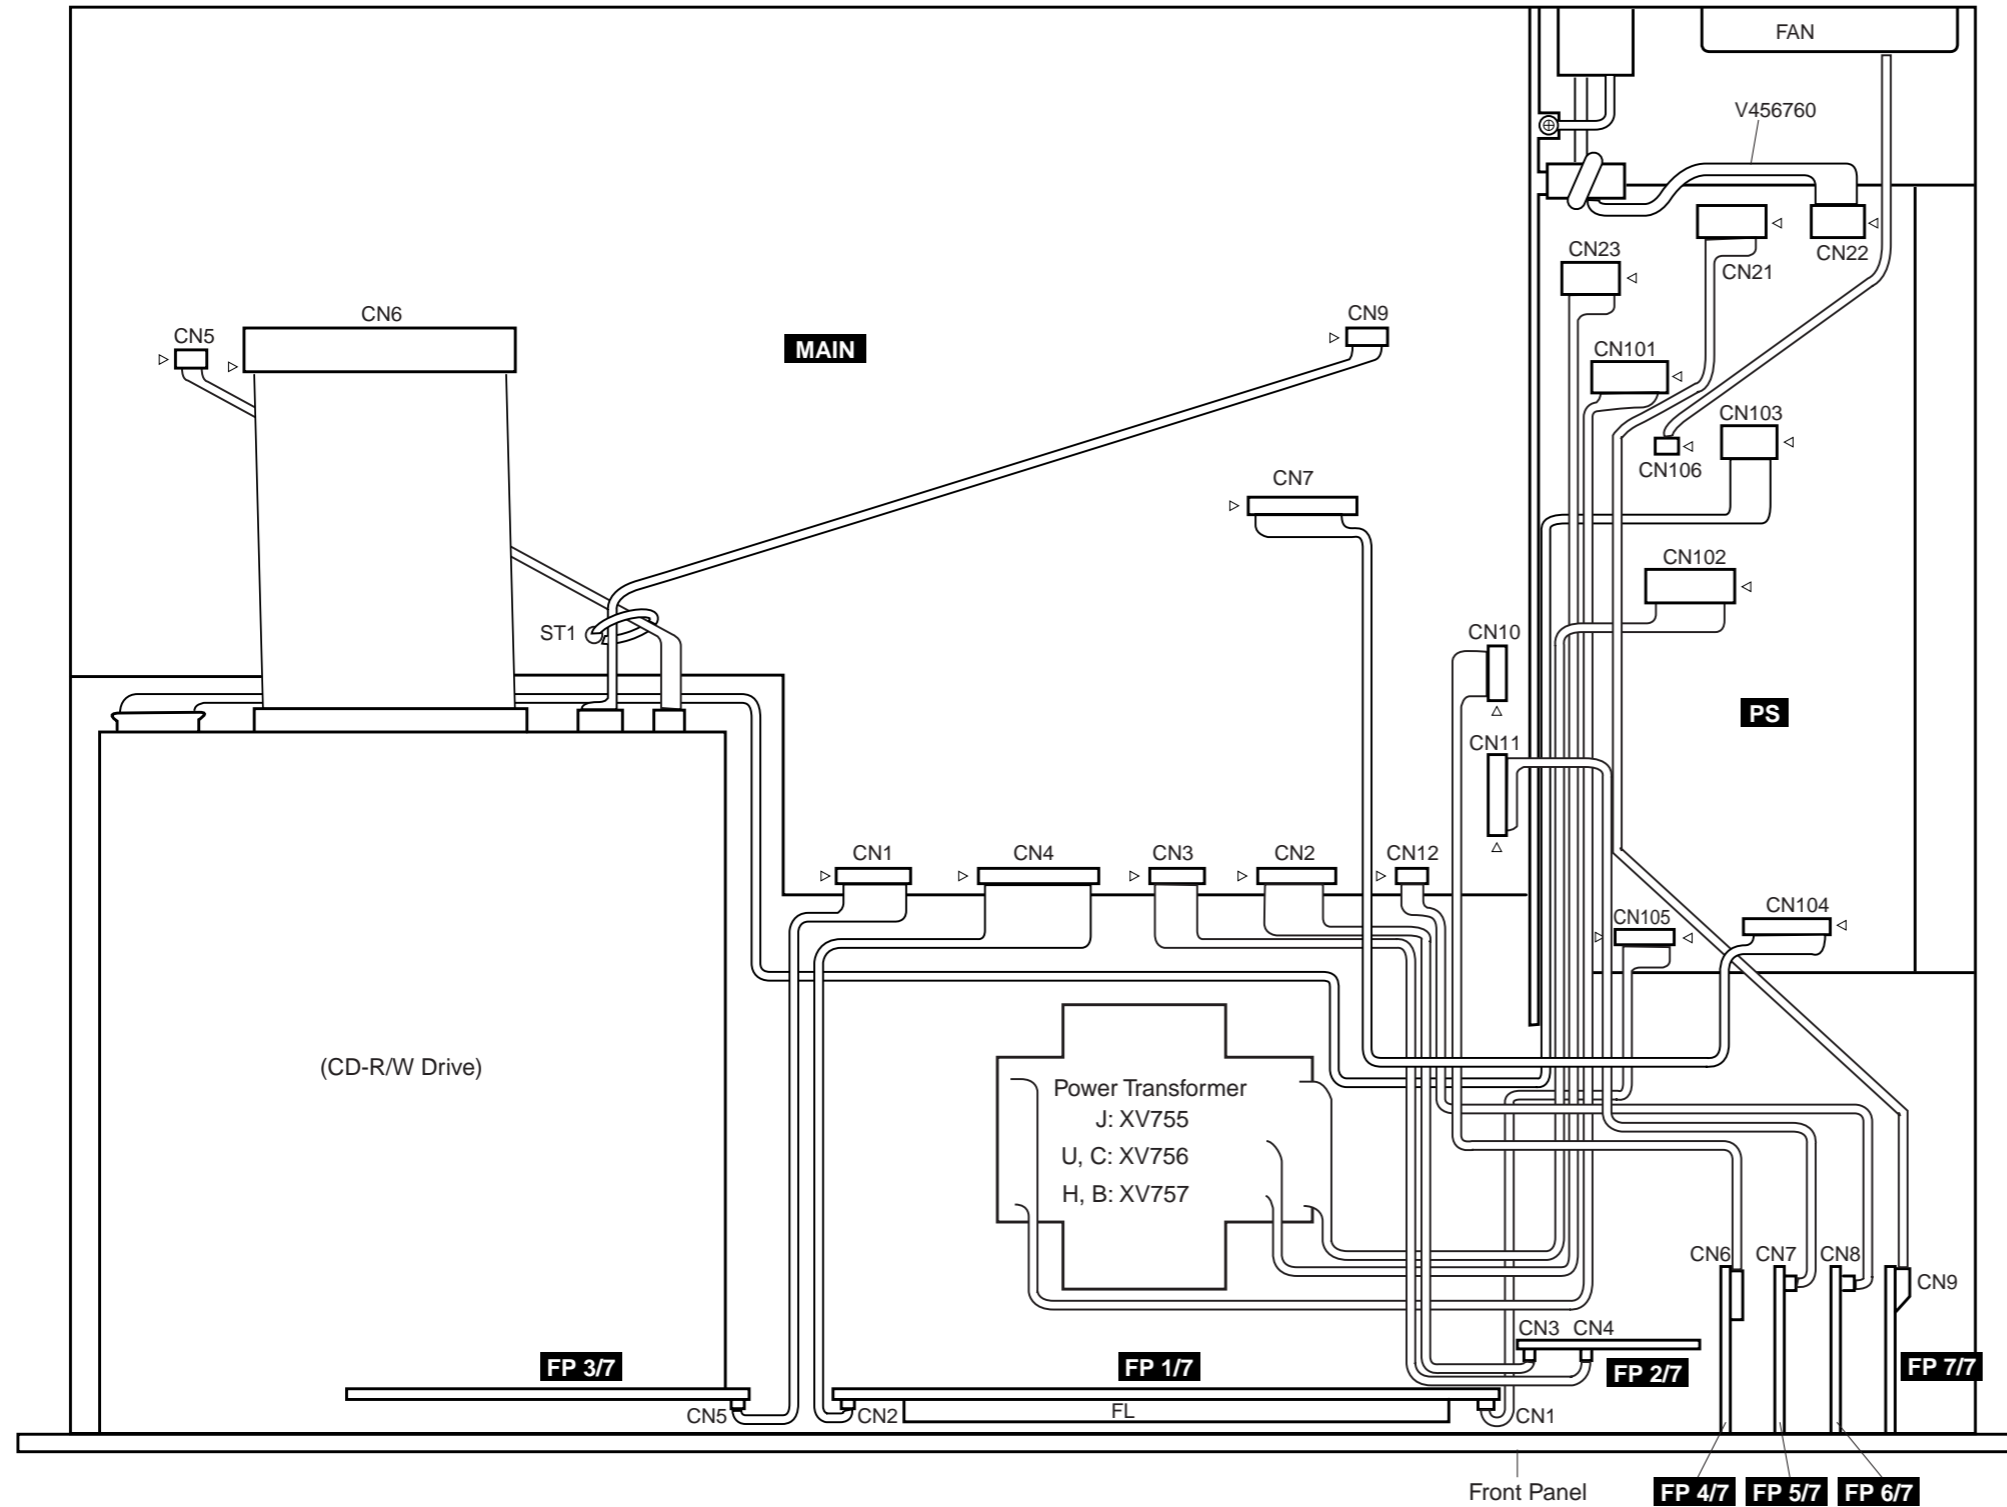 FAN
V456760
CN22
CN21
CN23
CN6
CN5
CN9
MAIN
CN101
CN103
CN106
CN7
CN102
ST1
CN10
PS
CN11
CN1
CN4
CN3
CN2
CN12
CN105
CN104
(CD-R/W Drive)
Power Transformer
J: XV755
U, C: XV756
H, B: XV757
CN6
CN7
CN8
CN9
CN3
CN4
FP 3/7
FP 1/7
FP 2/7
FP 7/7
CN5
CN2
FL
CN1
Front Panel
FP 4/7
FP 5/7
FP 6/7